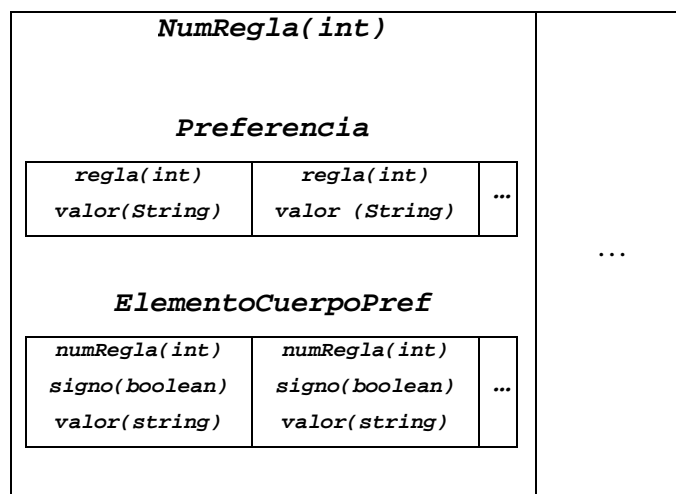 NumRegla(int)
Preferencia
regla(int) regla(int) ...
valor(String) valor (String)
...
ElementoCuerpoPref
numRegla(int) numRegla(int)
signo(boolean) signo(boolean) ...
valor(string) valor(string)